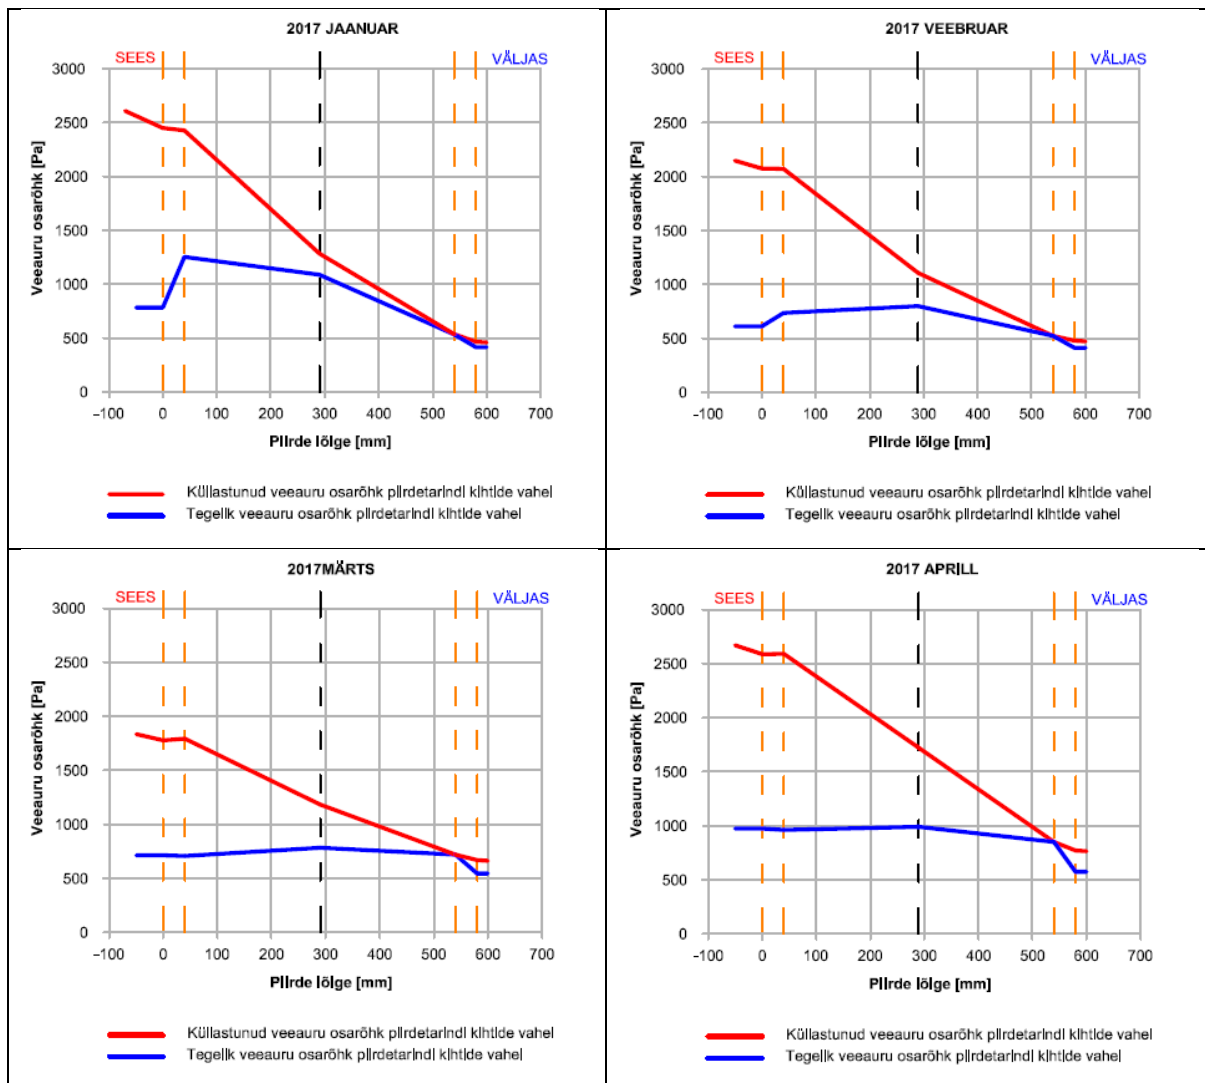 2017 JAANUAR
SEES
VÄLJAS
3000
2500
2000
1500
1000
500
0
Veeauru osarõhk [Pa]
-100 0 100 200 300 400 500 600 700
Piirde lõige [mm]
Küllastunud veeauru osarõhk piirdetarindi kihtide vahel
Tegelik veeauru osarõhk piirdetarindi kihtide vahel
2017 VEEBRUAR
SEES
VÄLJAS
3000
2500
2000
1500
1000
500
0
Veeauru osarõhk [Pa]
-100 0 100 200 300 400 500 600 700
Piirde lõige [mm]
Küllastunud veeauru osarõhk piirdetarindi kihtide vahel
Tegelik veeauru osarõhk piirdetarindi kihtide vahel
2017MÄRTS
SEES
VÄLJAS
3000
2500
2000
1500
1000
500
0
Veeauru osarõhk [Pa]
-100 0 100 200 300 400 500 600 700
Piirde lõige [mm]
Küllastunud veeauru osarõhk piirdetarindi kihtide vahel
Tegelik veeauru osarõhk piirdetarindi kihtide vahel
2017 APRILL
SEES
VÄLJAS
3000
2500
2000
1500
1000
500
0
Veeauru osarõhk [Pa]
-100 0 100 200 300 400 500 600 700
Piirde lõige [mm]
Küllastunud veeauru osarõhk piirdetarindi kihtide vahel
Tegelik veeauru osarõhk piirdetarindi kihtide vahel